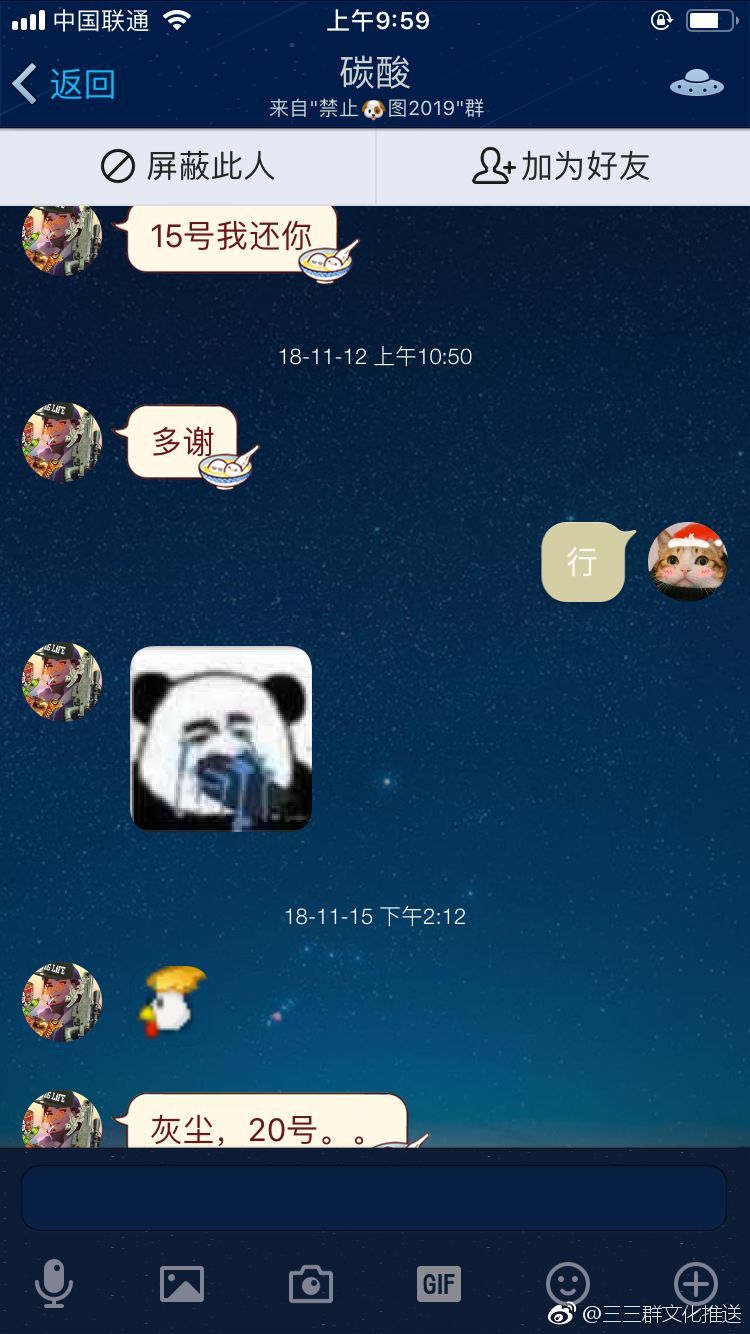 中国联通
上午9:59
返回
碳酸
来自"禁止🐶图2019"群
屏蔽此人
加为好友
15号我还你
18-11-12 上午10:50
多谢
行
18-11-15 下午2:12
灰尘，20号。。
GIF
@三三群文化推送